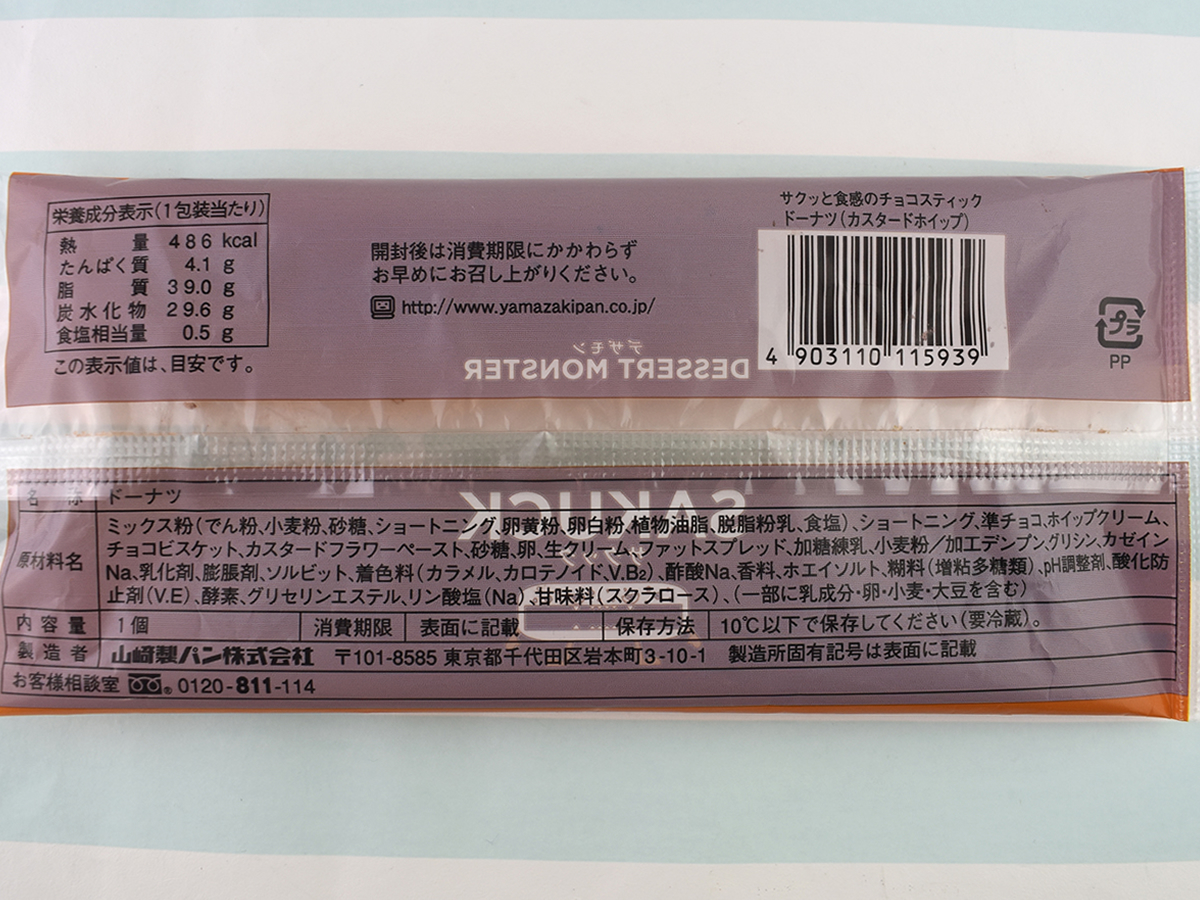 栄養成分表示(1包装当たり)
熱量 486 kcal
たんぱく質 4.1 g
脂質 39.0 g
炭水化物 29.6 g
食塩相当量 0.5 g
この表示値は、目安です。
開封後は消費期限にかかわらず
お早めにお召し上がりください。
http://www.yamazakipan.co.jp/
サクッと食感のチョコスティック
ドーナツ(カスタードホイップ)
4 903110 115939
プラ
PP
デザモン
DESSERT MONSTER
SAKUCK
名称 ドーナツ
原材料名 ミックス粉(でん粉、小麦粉、砂糖、ショートニング、卵黄粉、卵白粉、植物油脂、脱脂粉乳、食塩)、ショートニング、準チョコ、ホイップクリーム、
チョコビスケット、カスタードフラワーペースト、砂糖、卵、生クリーム、ファットスプレッド、加糖練乳、小麦粉/加工デンプン、グリシン、カゼイン
Na、乳化剤、膨脹剤、ソルビット、着色料(カラメル、カロテノイド、V.B2)、酢酸Na、香料、ホエイソルト、糊料(増粘多糖類)、pH調整剤、酸化防
止剤(V.E)、酵素、グリセリンエステル、リン酸塩(Na)、甘味料(スクラロース)、(一部に乳成分・卵・小麦・大豆を含む)
内容量 1個 消費期限 表面に記載 保存方法 10℃以下で保存してください(要冷蔵)。
製造者 山崎製パン株式会社 〒101-8585 東京都千代田区岩本町3-10-1 製造所固有記号は表面に記載
お客様相談室 0120-811-114